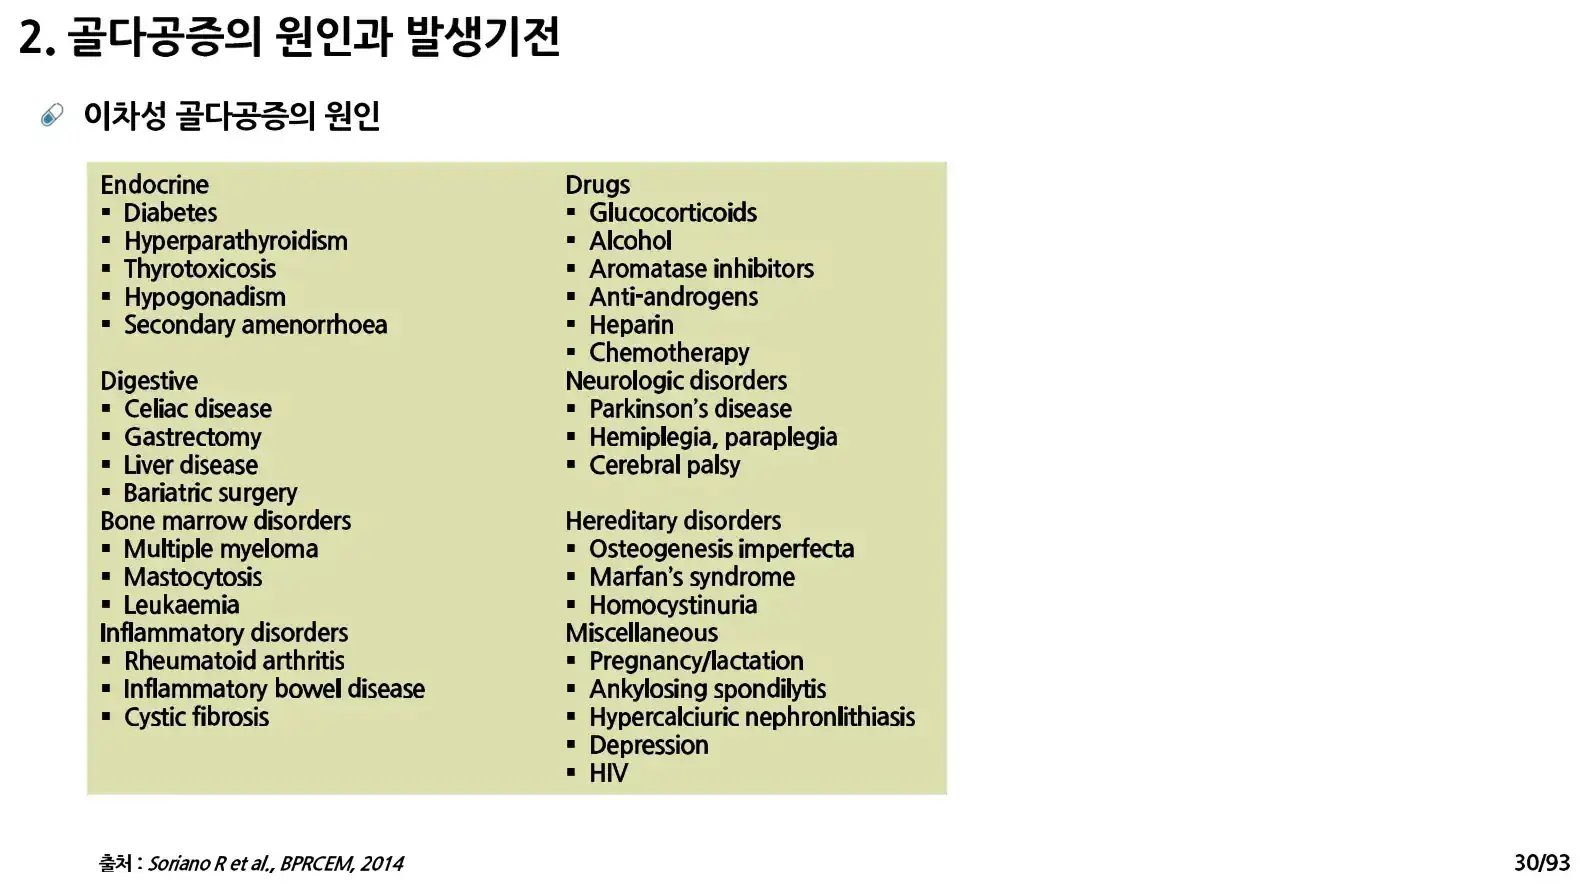 2. 골다공증의 원인과 발생기전
이차성 골다공증의 원인
Endocrine
▪ Diabetes
▪ Hyperparathyroidism
▪ Thyrotoxicosis
▪ Hypogonadism
▪ Secondary amenorrhoea
Digestive
▪ Celiac disease
▪ Gastrectomy
▪ Liver disease
▪ Bariatric surgery
Bone marrow disorders
▪ Multiple myeloma
▪ Mastocytosis
▪ Leukaemia
Inflammatory disorders
▪ Rheumatoid arthritis
▪ Inflammatory bowel disease
▪ Cystic fibrosis
Drugs
▪ Glucocorticoids
▪ Alcohol
▪ Aromatase inhibitors
▪ Anti-androgens
▪ Heparin
▪ Chemotherapy
Neurologic disorders
▪ Parkinson's disease
▪ Hemiplegia, paraplegia
▪ Cerebral palsy
Hereditary disorders
▪ Osteogenesis imperfecta
▪ Marfan's syndrome
▪ Homocystinuria
Miscellaneous
▪ Pregnancy/lactation
▪ Ankylosing spondilytis
▪ Hypercalciuric nephronlithiasis
▪ Depression
▪ HIV
출처 : Soriano R et al., BPRCEM, 2014
30/93